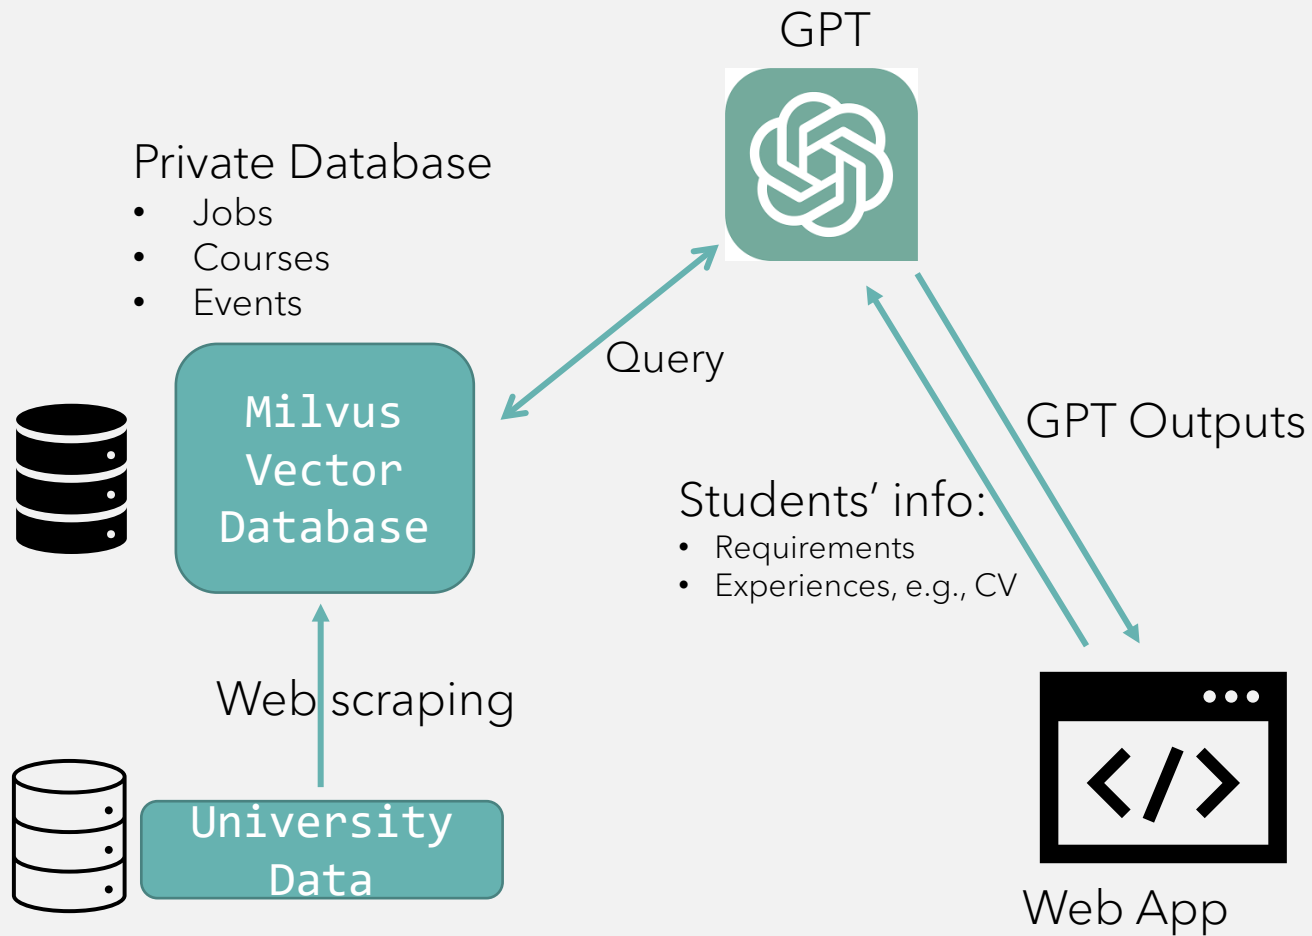 GPT
Private Database
• Jobs
• Courses
• Events
Query
Milvus
Vector
Database
GPT Outputs
Students’ info:
• Requirements
• Experiences, e.g., CV
Web scraping
</>
University
Data
Web App